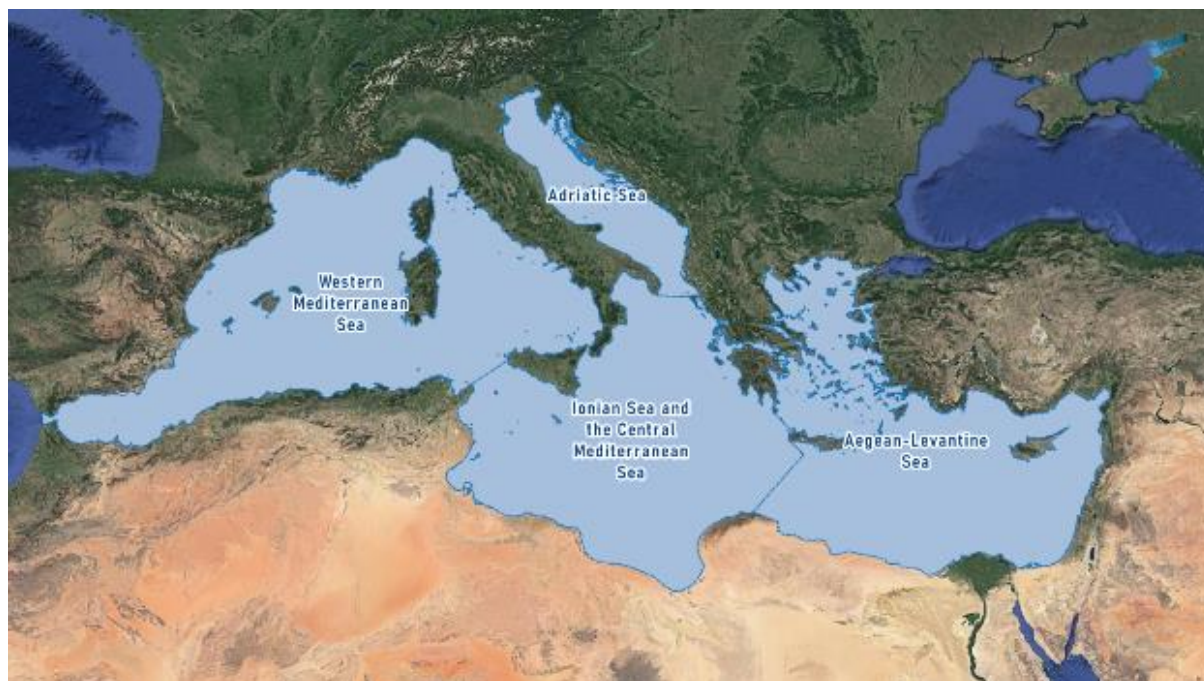 Adriatic Sea
Western
Mediterranean
Sea
Ionian Sea and
the Central
Mediterranean
Sea
Aegean-Levantine
Sea